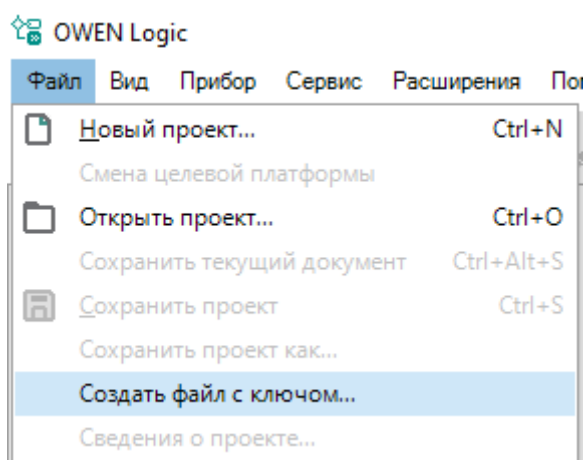 OWEN Logic
Файл Вид Прибор Сервис Расширения
Новый проект... Ctrl+N
Смена целевой платформы
Открыть проект... Ctrl+O
Сохранить текущий документ Ctrl+Alt+S
Сохранить проект Ctrl+S
Сохранить проект как...
Создать файл с ключом...
Сведения о проекте...